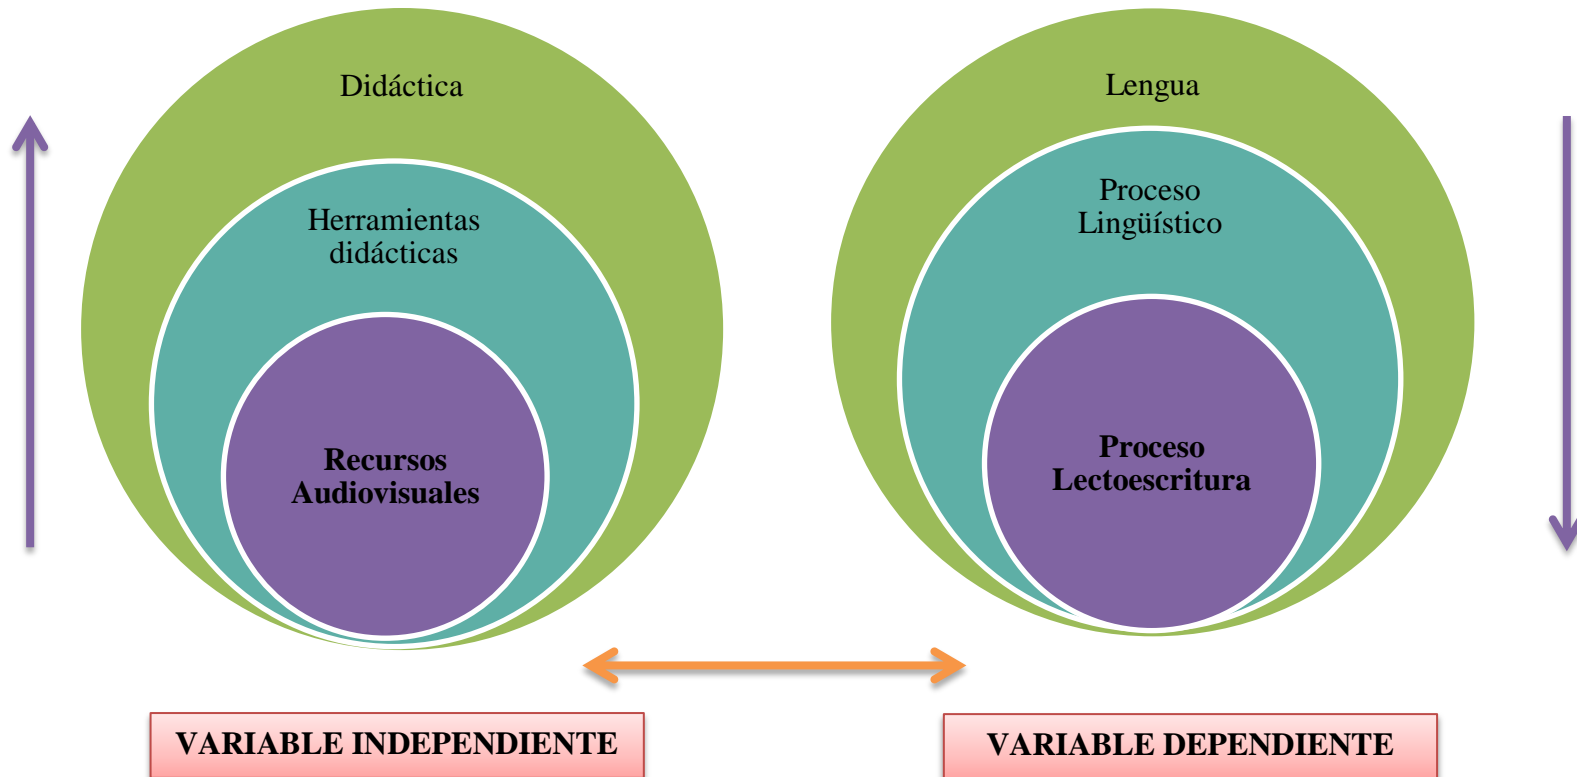 Didáctica
Herramientas
didácticas
Recursos
Audiovisuales
VARIABLE INDEPENDIENTE
Lengua
Proceso
Lingüístico
Proceso
Lectoescritura
VARIABLE DEPENDIENTE